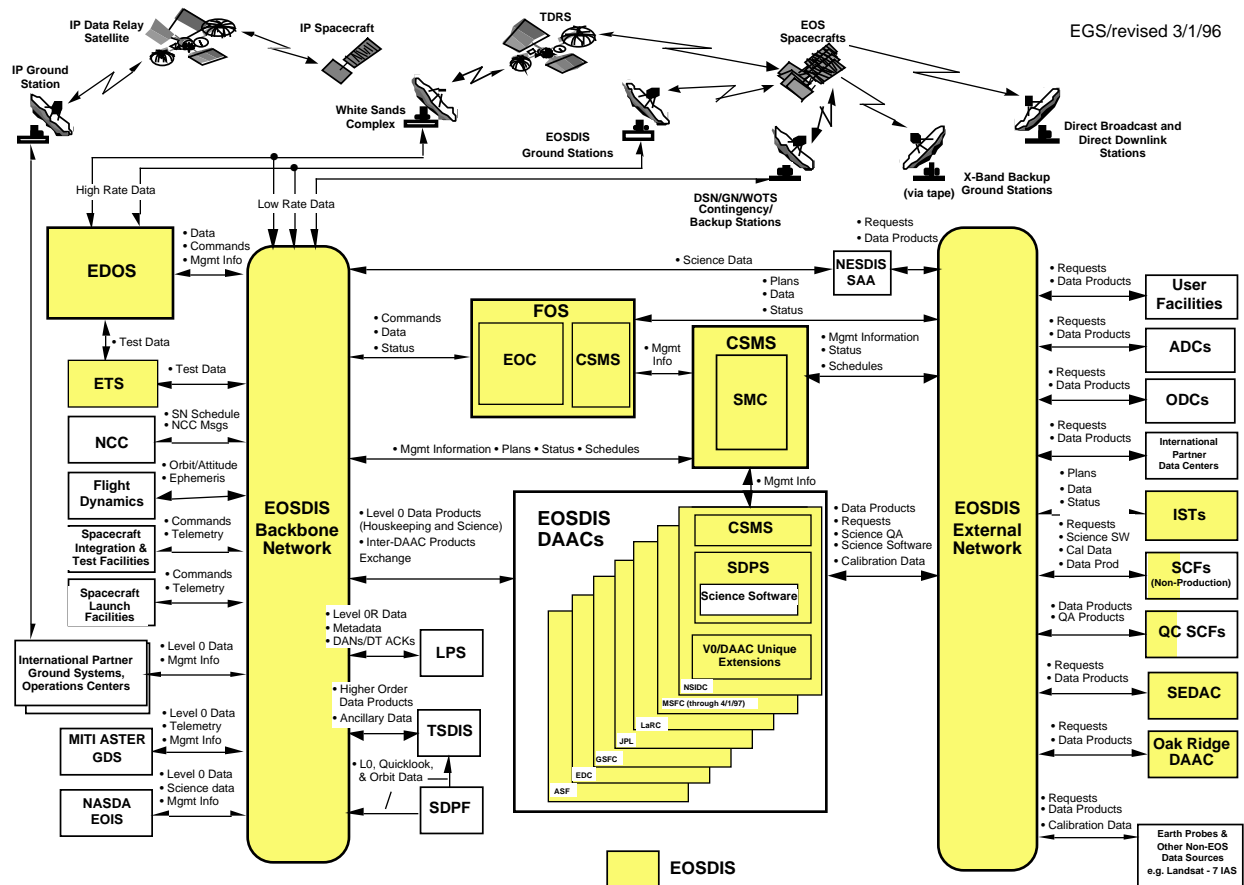 EGS/revised 3/1/96
IP Data Relay
Satellite
IP Spacecraft
TDRS
EOS
Spacecrafts
IP Ground
Station
White Sands
Complex
EOSDIS
Ground Stations
Direct Broadcast and
Direct Downlink
Stations
X-Band Backup
Ground Stations
(via tape)
DSN/GN/WOTS
Contingency/
Backup Stations
High Rate Data
Low Rate Data
EDOS
• Data
• Commands
• Mgmt Info
• Test Data
ETS
• Test Data
NCC
• SN Schedule
• NCC Msgs
Flight
Dynamics
• Orbit/Attitude
• Ephemeris
Spacecraft
Integration &
Test Facilities
• Commands
• Telemetry
Spacecraft
Launch
Facilities
• Commands
• Telemetry
International Partner
Ground Systems,
Operations Centers
• Level 0 Data
• Mgmt Info
MITI ASTER
GDS
• Level 0 Data
• Telemetry
• Mgmt Info
NASDA
EOIS
• Level 0 Data
• Science data
• Mgmt Info
EOSDIS
Backbone
Network
• Science Data
NESDIS
SAA
• Requests
• Data Products
• Commands
• Data
• Status
FOS
EOC
CSMS
• Plans
• Data
• Status
• Mgmt
Info
CSMS
SMC
• Mgmt Information
• Status
• Schedules
• Mgmt Information • Plans • Status • Schedules
• Mgmt Info
• Level 0 Data Products
(Houskeeping and Science)
• Inter-DAAC Products
Exchange
EOSDIS
DAACs
CSMS
SDPS
Science Software
V0/DAAC Unique
Extensions
NSIDC
MSFC (through 4/1/97)
LaRC
JPL
GSFC
EDC
ASF
• Data Products
• Requests
• Science QA
• Science Software
• Calibration Data
• Level 0R Data
• Metadata
• DANs/DT ACKs
LPS
• Higher Order
Data Products
• Ancillary Data
TSDIS
• L0, Quicklook,
& Orbit Data
SDPF
EOSDIS
External
Network
• Requests
• Data Products
User
Facilities
• Requests
• Data Products
ADCs
• Requests
• Data Products
ODCs
• Requests
• Data Products
International
Partner
Data Centers
• Plans
• Data
• Status
ISTs
• Requests
• Science SW
• Cal Data
• Data Prod
SCFs
(Non-Production)
• Data Products
• QA Products
QC SCFs
• Requests
• Data Products
SEDAC
• Requests
• Data Products
Oak Ridge
DAAC
• Requests
• Data Products
• Calibration Data
Earth Probes &
Other Non-EOS
Data Sources
e.g. Landsat - 7 IAS
EOSDIS